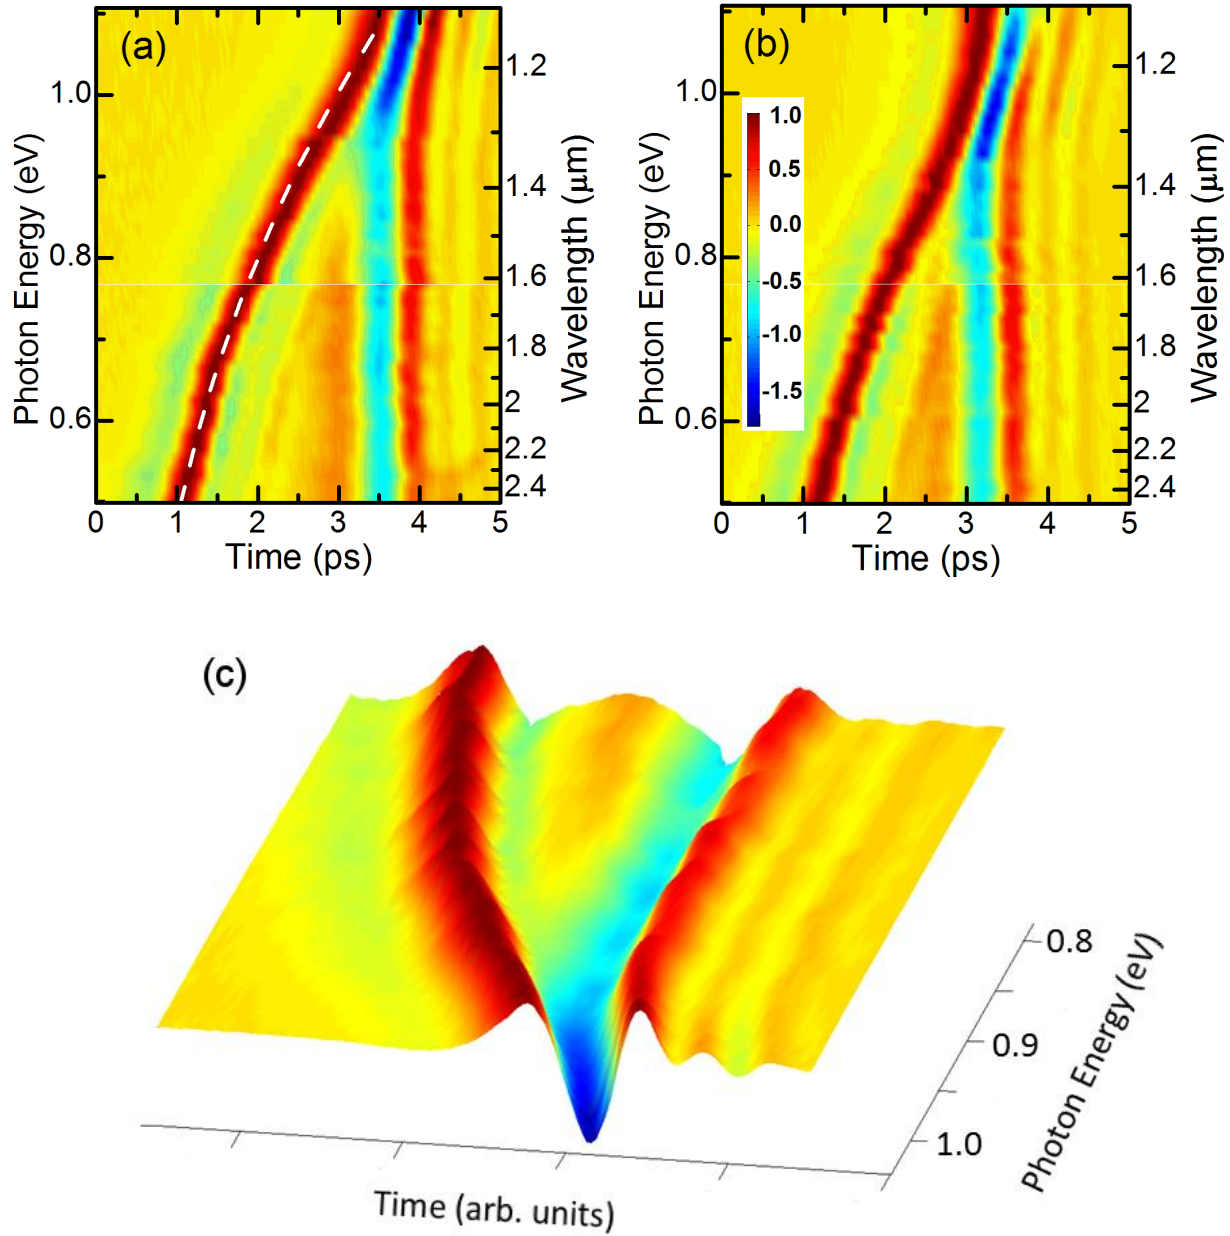 (a)
1.0
0.8
0.6
Photon Energy (eV)
1.2
1.4
1.6
1.8
2
2.2
2.4
Wavelength (μm)
0 1 2 3 4 5
Time (ps)
(b)
1.0
0.8
0.6
Photon Energy (eV)
1.0
0.5
0.0
-0.5
-1.0
-1.5
1.2
1.4
1.6
1.8
2
2.2
2.4
Wavelength (μm)
0 1 2 3 4 5
Time (ps)
(c)
0.8
0.9
1.0
Photon Energy (eV)
Time (arb. units)